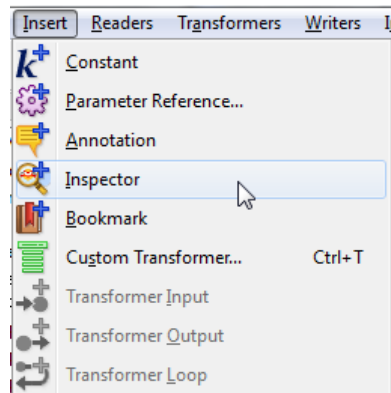 Insert Readers Transformers Writers
Constant
Parameter Reference...
Annotation
Inspector
Bookmark
Custom Transformer... Ctrl+T
Transformer Input
Transformer Output
Transformer Loop